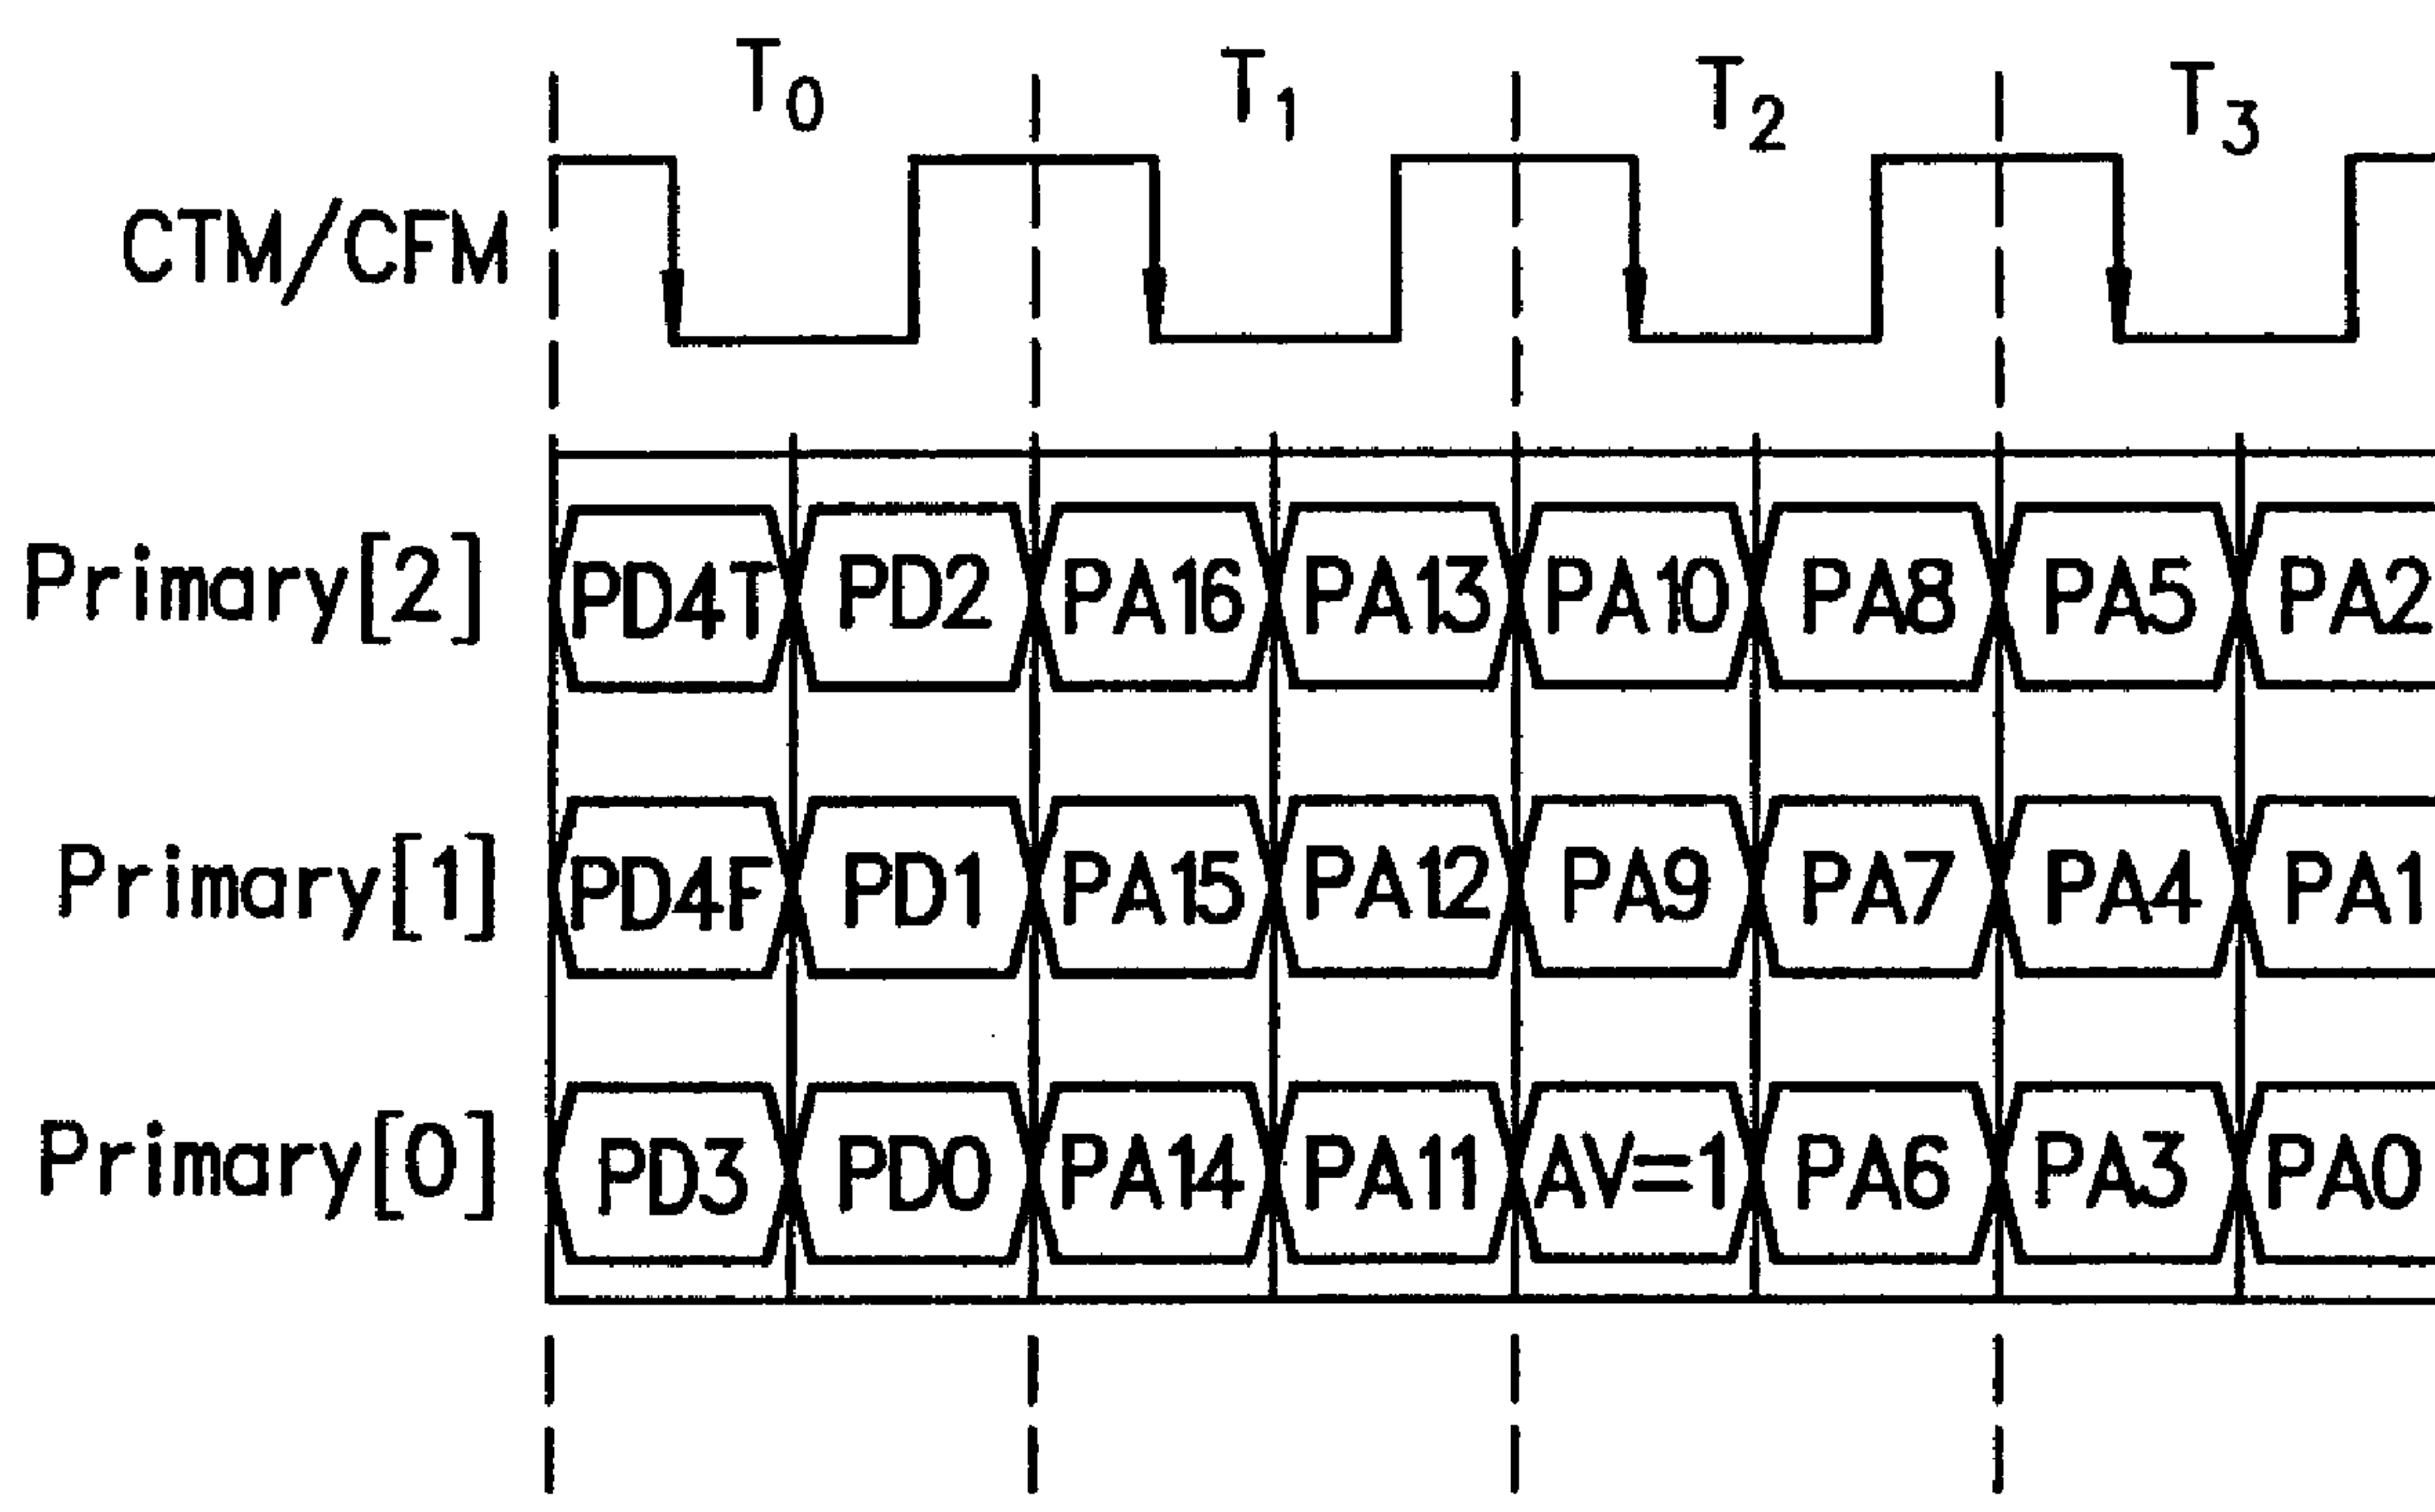 T0 T1 T2 T3
CTM/CFM
Primary[2] PD4T PD2 PA16 PA13 PA10 PA8 PA5 PA2
Primary[1] PD4F PD1 PA15 PA12 PA9 PA7 PA4 PA1
Primary[0] PD3 PD0 PA14 PA11 AV=1 PA6 PA3 PA0